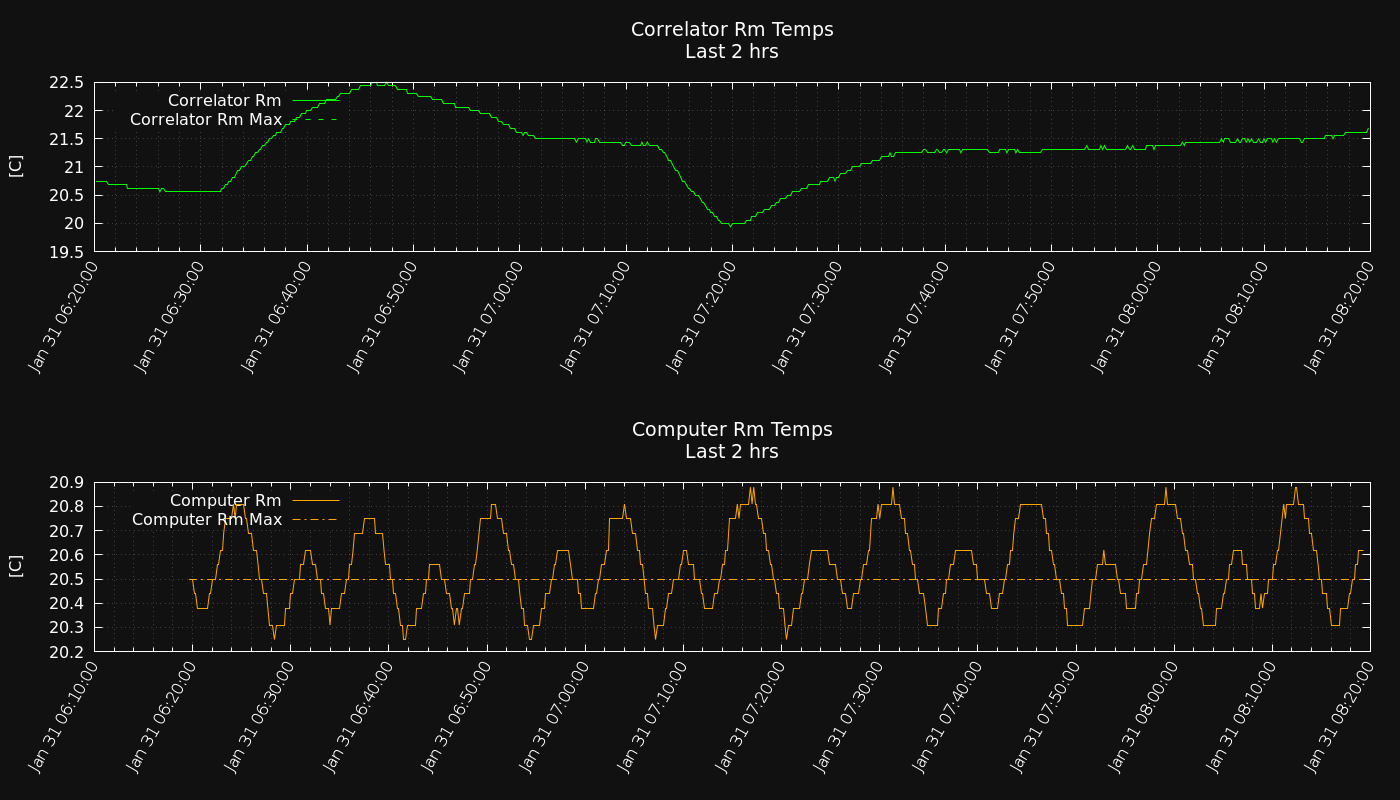 Correlator Rm Temps
Last 2 hrs
22.5
22
21.5
21
20.5
20
19.5
[C]
Correlator Rm
Correlator Rm Max
Jan 31 06:20:00
Jan 31 06:30:00
Jan 31 06:40:00
Jan 31 06:50:00
Jan 31 07:00:00
Jan 31 07:10:00
Jan 31 07:20:00
Jan 31 07:30:00
Jan 31 07:40:00
Jan 31 07:50:00
Jan 31 08:00:00
Jan 31 08:10:00
Jan 31 08:20:00
Computer Rm Temps
Last 2 hrs
20.9
20.8
20.7
20.6
20.5
20.4
20.3
20.2
[C]
Computer Rm
Computer Rm Max
Jan 31 06:10:00
Jan 31 06:20:00
Jan 31 06:30:00
Jan 31 06:40:00
Jan 31 06:50:00
Jan 31 07:00:00
Jan 31 07:10:00
Jan 31 07:20:00
Jan 31 07:30:00
Jan 31 07:40:00
Jan 31 07:50:00
Jan 31 08:00:00
Jan 31 08:10:00
Jan 31 08:20:00